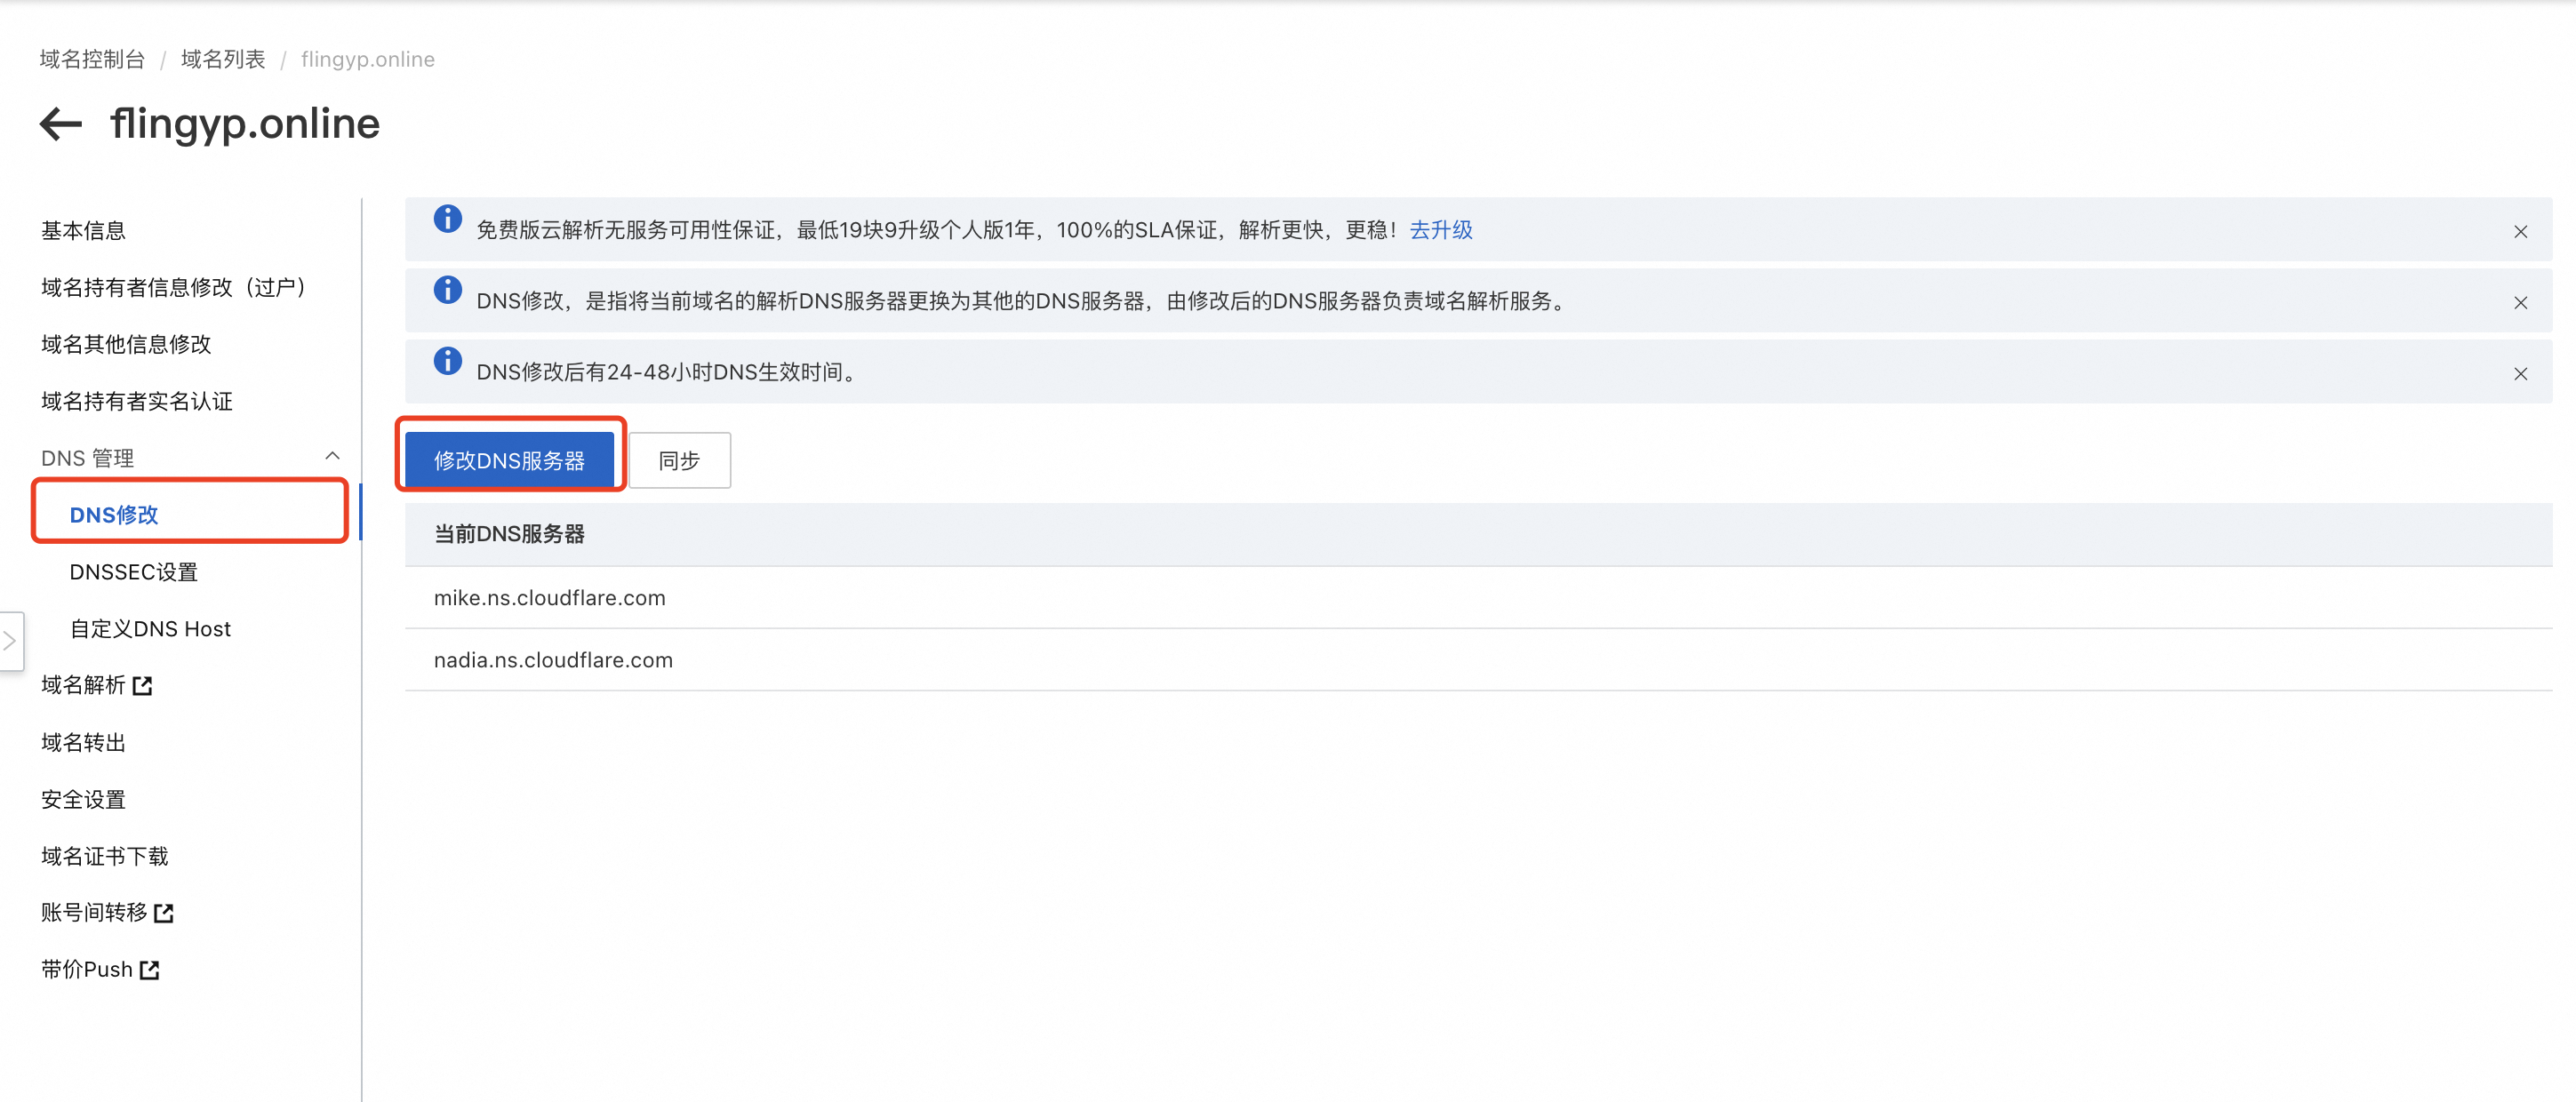 域名控制台 / 域名列表 / flingyp.online
flingyp.online
基本信息
域名持有者信息修改（过户）
域名其他信息修改
域名持有者实名认证
DNS 管理
DNS修改
DNSSEC设置
自定义DNS Host
域名解析
域名转出
安全设置
域名证书下载
账号间转移
带价Push
免费版云解析无服务可用性保证，最低19块9升级个人版1年，100%的SLA保证，解析更快，更稳！去升级
DNS修改，是指将当前域名的解析DNS服务器更换为其他的DNS服务器，由修改后的DNS服务器负责域名解析服务。
DNS修改后有24-48小时DNS生效时间。
修改DNS服务器 同步
当前DNS服务器
mike.ns.cloudflare.com
nadia.ns.cloudflare.com